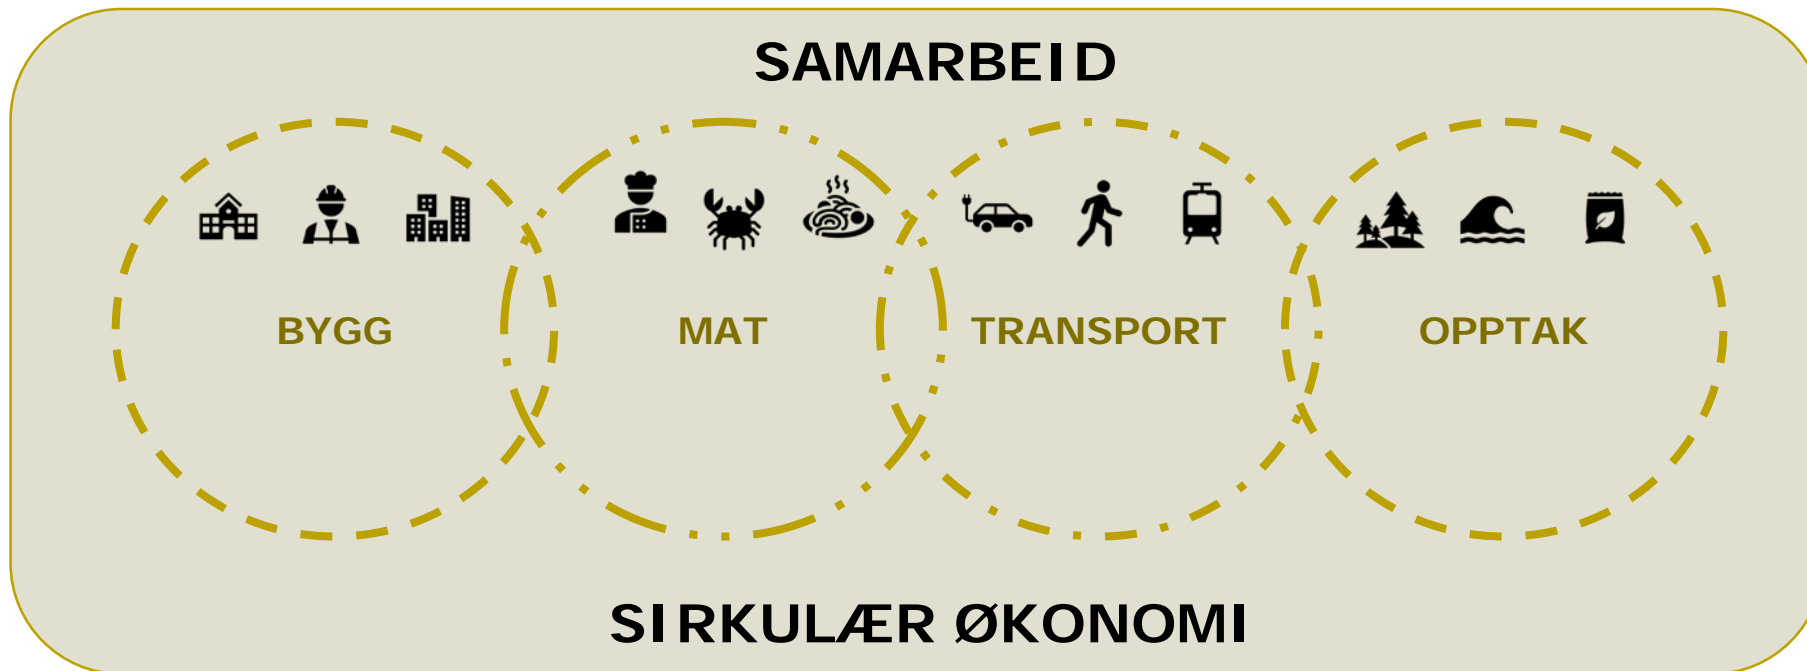 SAMARBEID
BYGG
MAT
TRANSPORT
OPPTAK
SIRKULÆR ØKONOMI